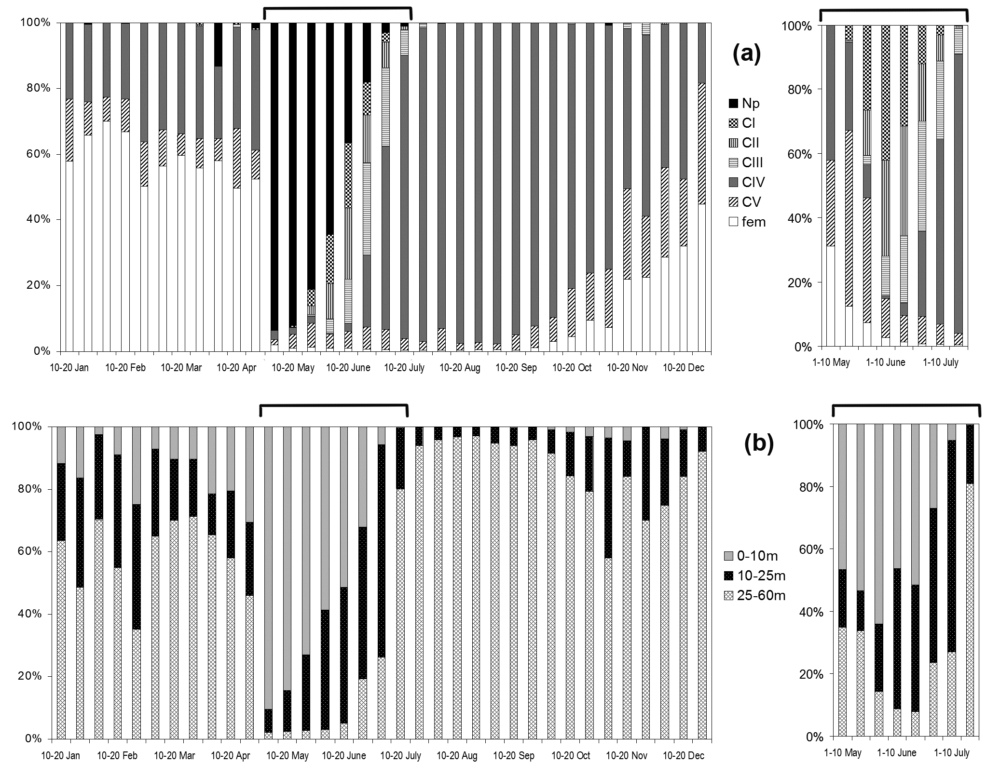 100%
80%
60%
40%
20%
0%
10-20 Jan 10-20 Feb 10-20 Mar 10-20 Apr 10-20 May 10-20 June 10-20 July 10-20 Aug 10-20 Sep 10-20 Oct 10-20 Nov 10-20 Dec
(a)
Np
CI
CII
CIII
CIV
CV
fem
100%
80%
60%
40%
20%
0%
1-10 May 1-10 June 1-10 July
100%
80%
60%
40%
20%
0%
10-20 Jan 10-20 Feb 10-20 Mar 10-20 Apr 10-20 May 10-20 June 10-20 July 10-20 Aug 10-20 Sep 10-20 Oct 10-20 Nov 10-20 Dec
(b)
0-10m
10-25m
25-60m
100%
80%
60%
40%
20%
0%
1-10 May 1-10 June 1-10 July